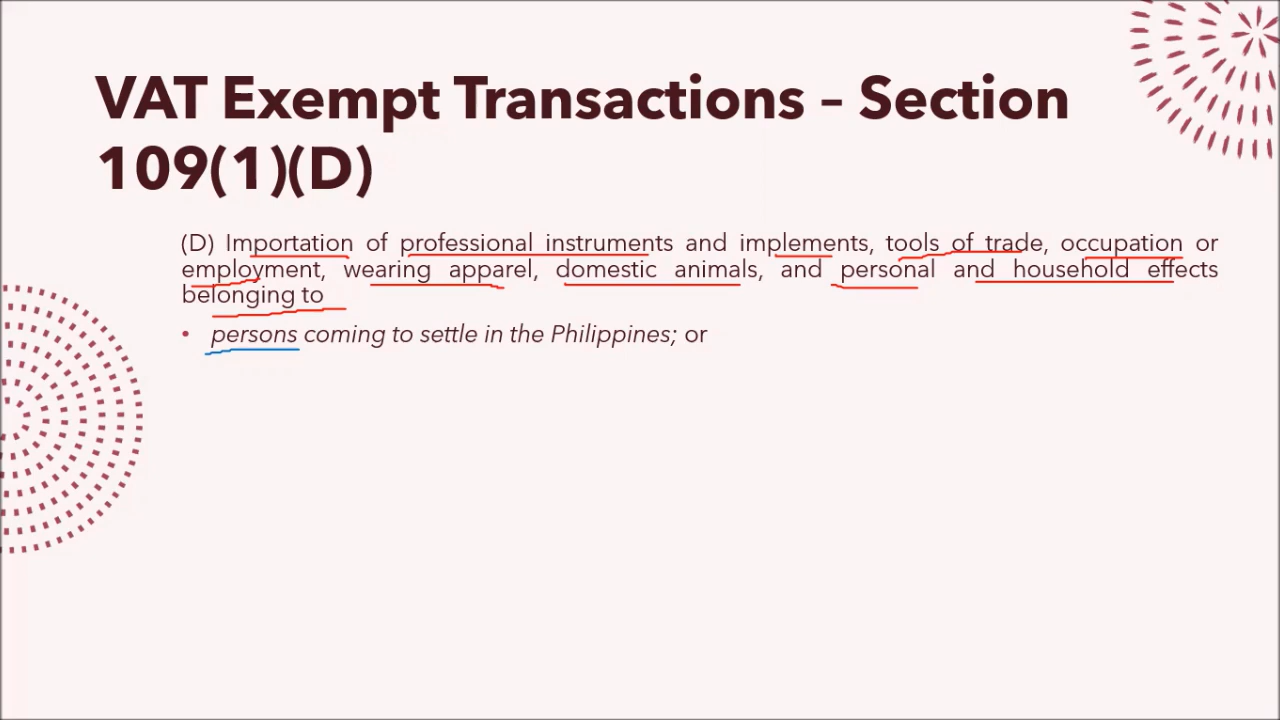 VAT Exempt Transactions – Section
109(1)(D)
(D) Importation of professional instruments and implements, tools of trade, occupation or
employment, wearing apparel, domestic animals, and personal and household effects
belonging to
• persons coming to settle in the Philippines; or